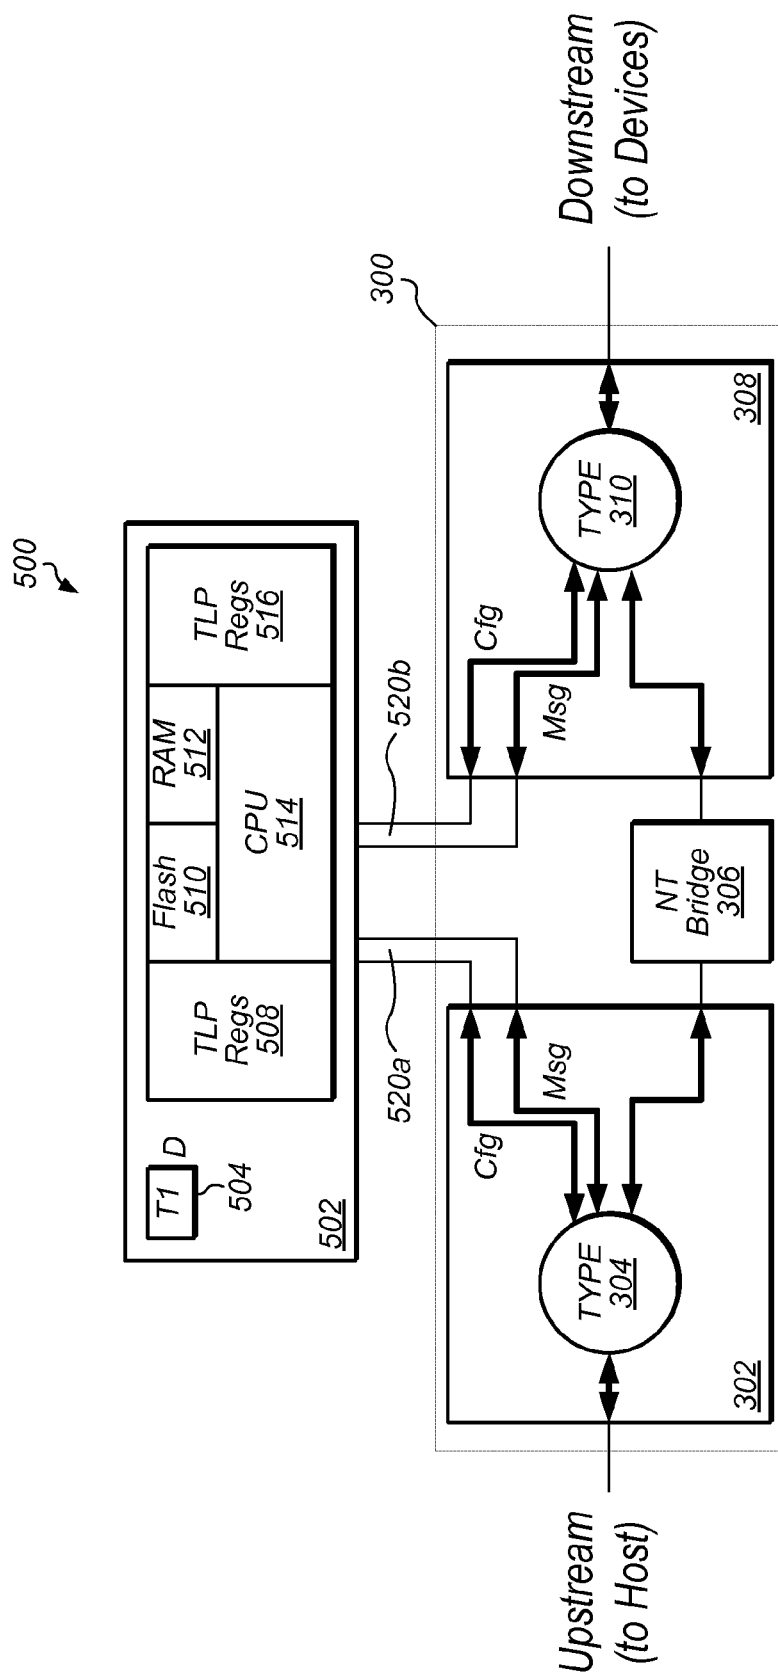 500
T1
D
504
502
TLP
Regs
508
Flash
510
RAM
512
CPU
514
TLP
Regs
516
520a
520b
300
Upstream
(to Host)
Cfg
Msg
TYPE
304
302
NT
Bridge
306
Cfg
Msg
TYPE
310
308
Downstream
(to Devices)